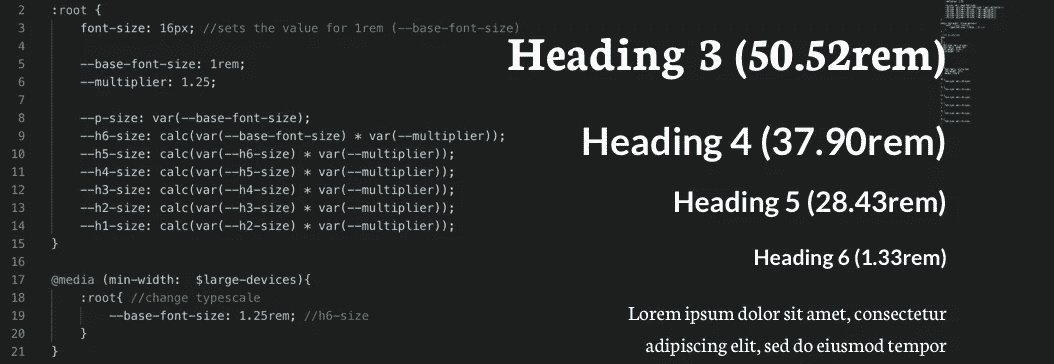 2 :root {
3 font-size: 16px; //sets the value for 1rem (--base-font-size)
4
5 --base-font-size: 1rem;
6 --multiplier: 1.25;
7
8 --p-size: var(--base-font-size);
9 --h6-size: calc(var(--base-font-size) * var(--multiplier));
10 --h5-size: calc(var(--h6-size) * var(--multiplier));
11 --h4-size: calc(var(--h5-size) * var(--multiplier));
12 --h3-size: calc(var(--h4-size) * var(--multiplier));
13 --h2-size: calc(var(--h3-size) * var(--multiplier));
14 --h1-size: calc(var(--h2-size) * var(--multiplier));
15 }
16
17 @media (min-width:  $large-devices){
18 :root{ //change typescale
19 --base-font-size: 1.25rem; //h6-size
20 }
21 }
Heading 3 (50.52rem)
Heading 4 (37.90rem)
Heading 5 (28.43rem)
Heading 6 (1.33rem)
Lorem ipsum dolor sit amet, consectetur
adipiscing elit, sed do eiusmod tempor